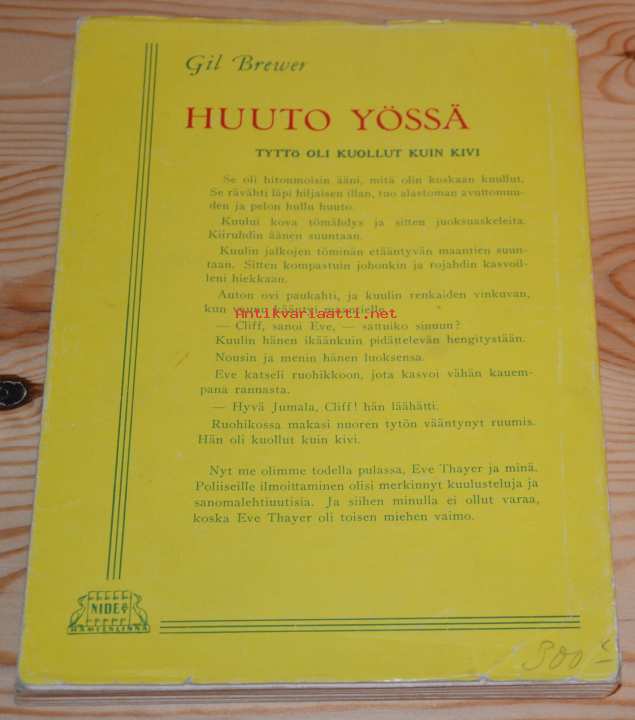 Gil Brewer
HUUTO YÖSSÄ
TYTTÖ OLI KUOLLUT KUIN KIVI
Se oli hitonmoisin ääni, mitä olin koskaan kuullut.
Se rävähti läpi hiljaisen illan, tuo alastoman avuttomuu-
den ja pelon hullu huuto.
Kuului kova tömähdys ja sitten juoksuaskeleita.
Kiiruhdin äänen suuntaan.
Kuulin jalkojen töminän etääntyvän maantien suun-
taan. Sitten kompastuin johonkin ja rojahdin kasvoil-
leni hiekkaan.
Auton ovi paukahti, ja kuulin renkaiden vinkuvan,
kun vaunu kääntyi maantielle.
Antikvariaatti.net
— Cliff, sanoi Eve, — sattuiko sinuun?
Kuulin hänen ikäänkuin pidättelevän hengitystään.
Nousin ja menin hänen luoksensa.
Eve katseli ruohikkoon, jota kasvoi vähän kauem-
pana rannasta.
— Hyvä Jumala, Cliff! hän läähätti.
Ruohikossa makasi nuoren tytön vääntynyt ruumis.
Hän oli kuollut kuin kivi.
Nyt me olimme todella pulassa, Eve Thayer ja minä.
Poliiseille ilmoittaminen olisi merkinnyt kuulusteluja ja
sanomalehtiuutisia. Ja siihen minulla ei ollut varaa,
koska Eve Thayer oli toisen miehen vaimo.
NIDE
HÄMEENLINNA
300